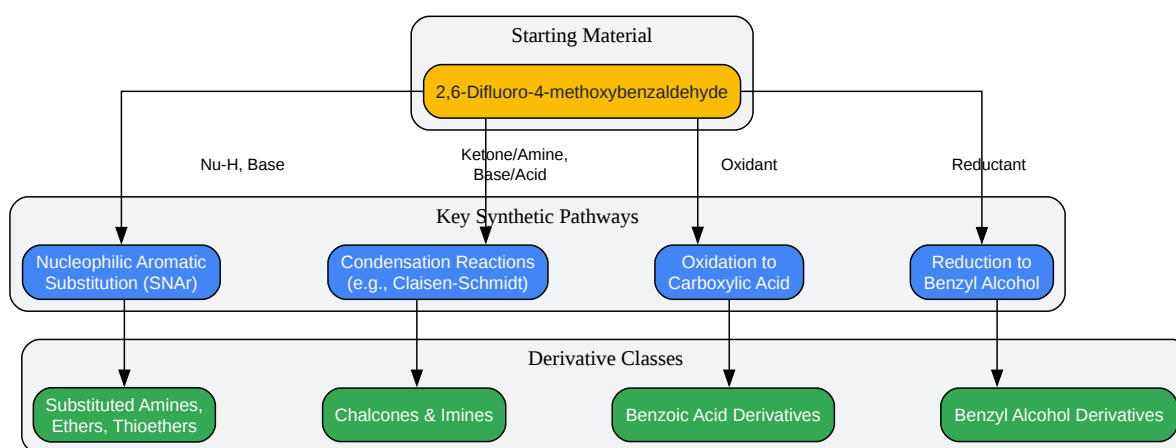 Starting Material
2,6-Difluoro-4-methoxybenzaldehyde
Nu-H, Base
Ketone/Amine,
Base/Acid
Oxidant
Reductant
Key Synthetic Pathways
Nucleophilic Aromatic
Substitution (SNAr)
Condensation Reactions
(e.g., Claisen-Schmidt)
Oxidation to
Carboxylic Acid
Reduction to
Benzyl Alcohol
Derivative Classes
Substituted Amines,
Ethers, Thioethers
Chalcones & Imines
Benzoic Acid Derivatives
Benzyl Alcohol Derivatives